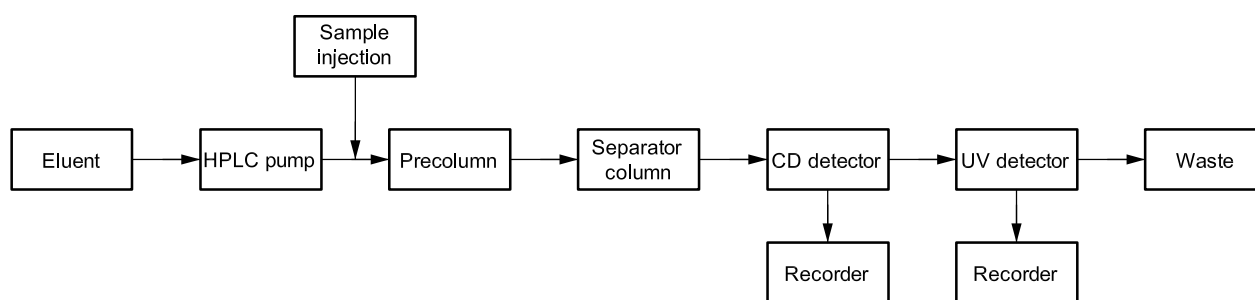 Sample
injection
Eluent
HPLC pump
Precolumn
Separator
column
CD detector
UV detector
Waste
Recorder
Recorder